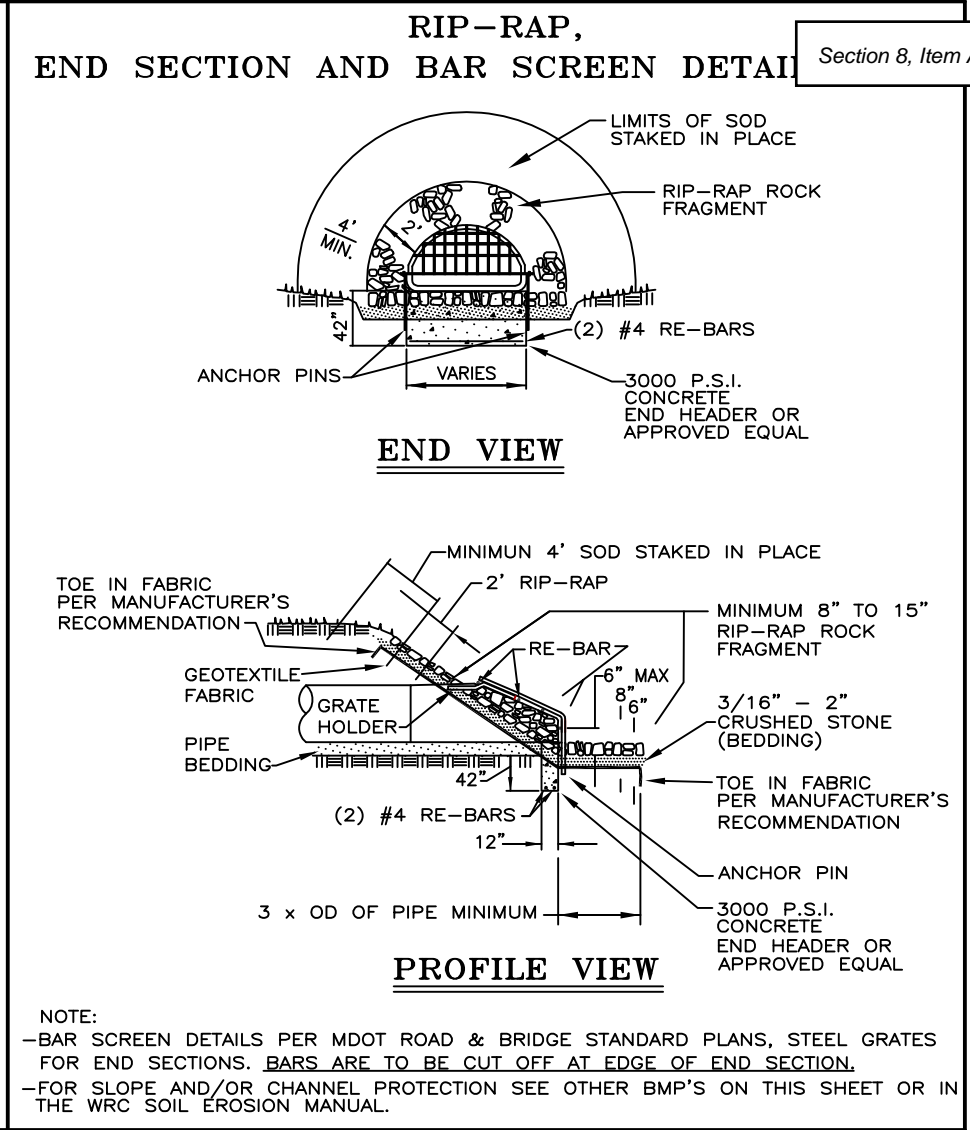 RIP-RAP,
END SECTION AND BAR SCREEN DETAI
Section 8, Item
LIMITS OF SOD
STAKED IN PLACE
RIP-RAP ROCK
FRAGMENT
4'
MIN.
2'
42"
(2) #4 RE-BARS
ANCHOR PINS
VARIES
3000 P.S.I.
CONCRETE
END HEADER OR
APPROVED EQUAL
END VIEW
MINIMUN 4' SOD STAKED IN PLACE
2' RIP-RAP
TOE IN FABRIC
PER MANUFACTURER'S
RECOMMENDATION
MINIMUM 8" TO 15"
RIP-RAP ROCK
FRAGMENT
RE-BAR
6" MAX
8"
6"
GEOTEXTILE
FABRIC
GRATE
HOLDER
3/16" - 2"
CRUSHED STONE
(BEDDING)
PIPE
BEDDING
42"
TOE IN FABRIC
PER MANUFACTURER'S
RECOMMENDATION
(2) #4 RE-BARS
12"
ANCHOR PIN
3 x OD OF PIPE MINIMUM
3000 P.S.I.
CONCRETE
END HEADER OR
APPROVED EQUAL
PROFILE VIEW
NOTE:
-BAR SCREEN DETAILS PER MDOT ROAD & BRIDGE STANDARD PLANS, STEEL GRATES
FOR END SECTIONS. BARS ARE TO BE CUT OFF AT EDGE OF END SECTION.
-FOR SLOPE AND/OR CHANNEL PROTECTION SEE OTHER BMP'S ON THIS SHEET OR IN
THE WRC SOIL EROSION MANUAL.